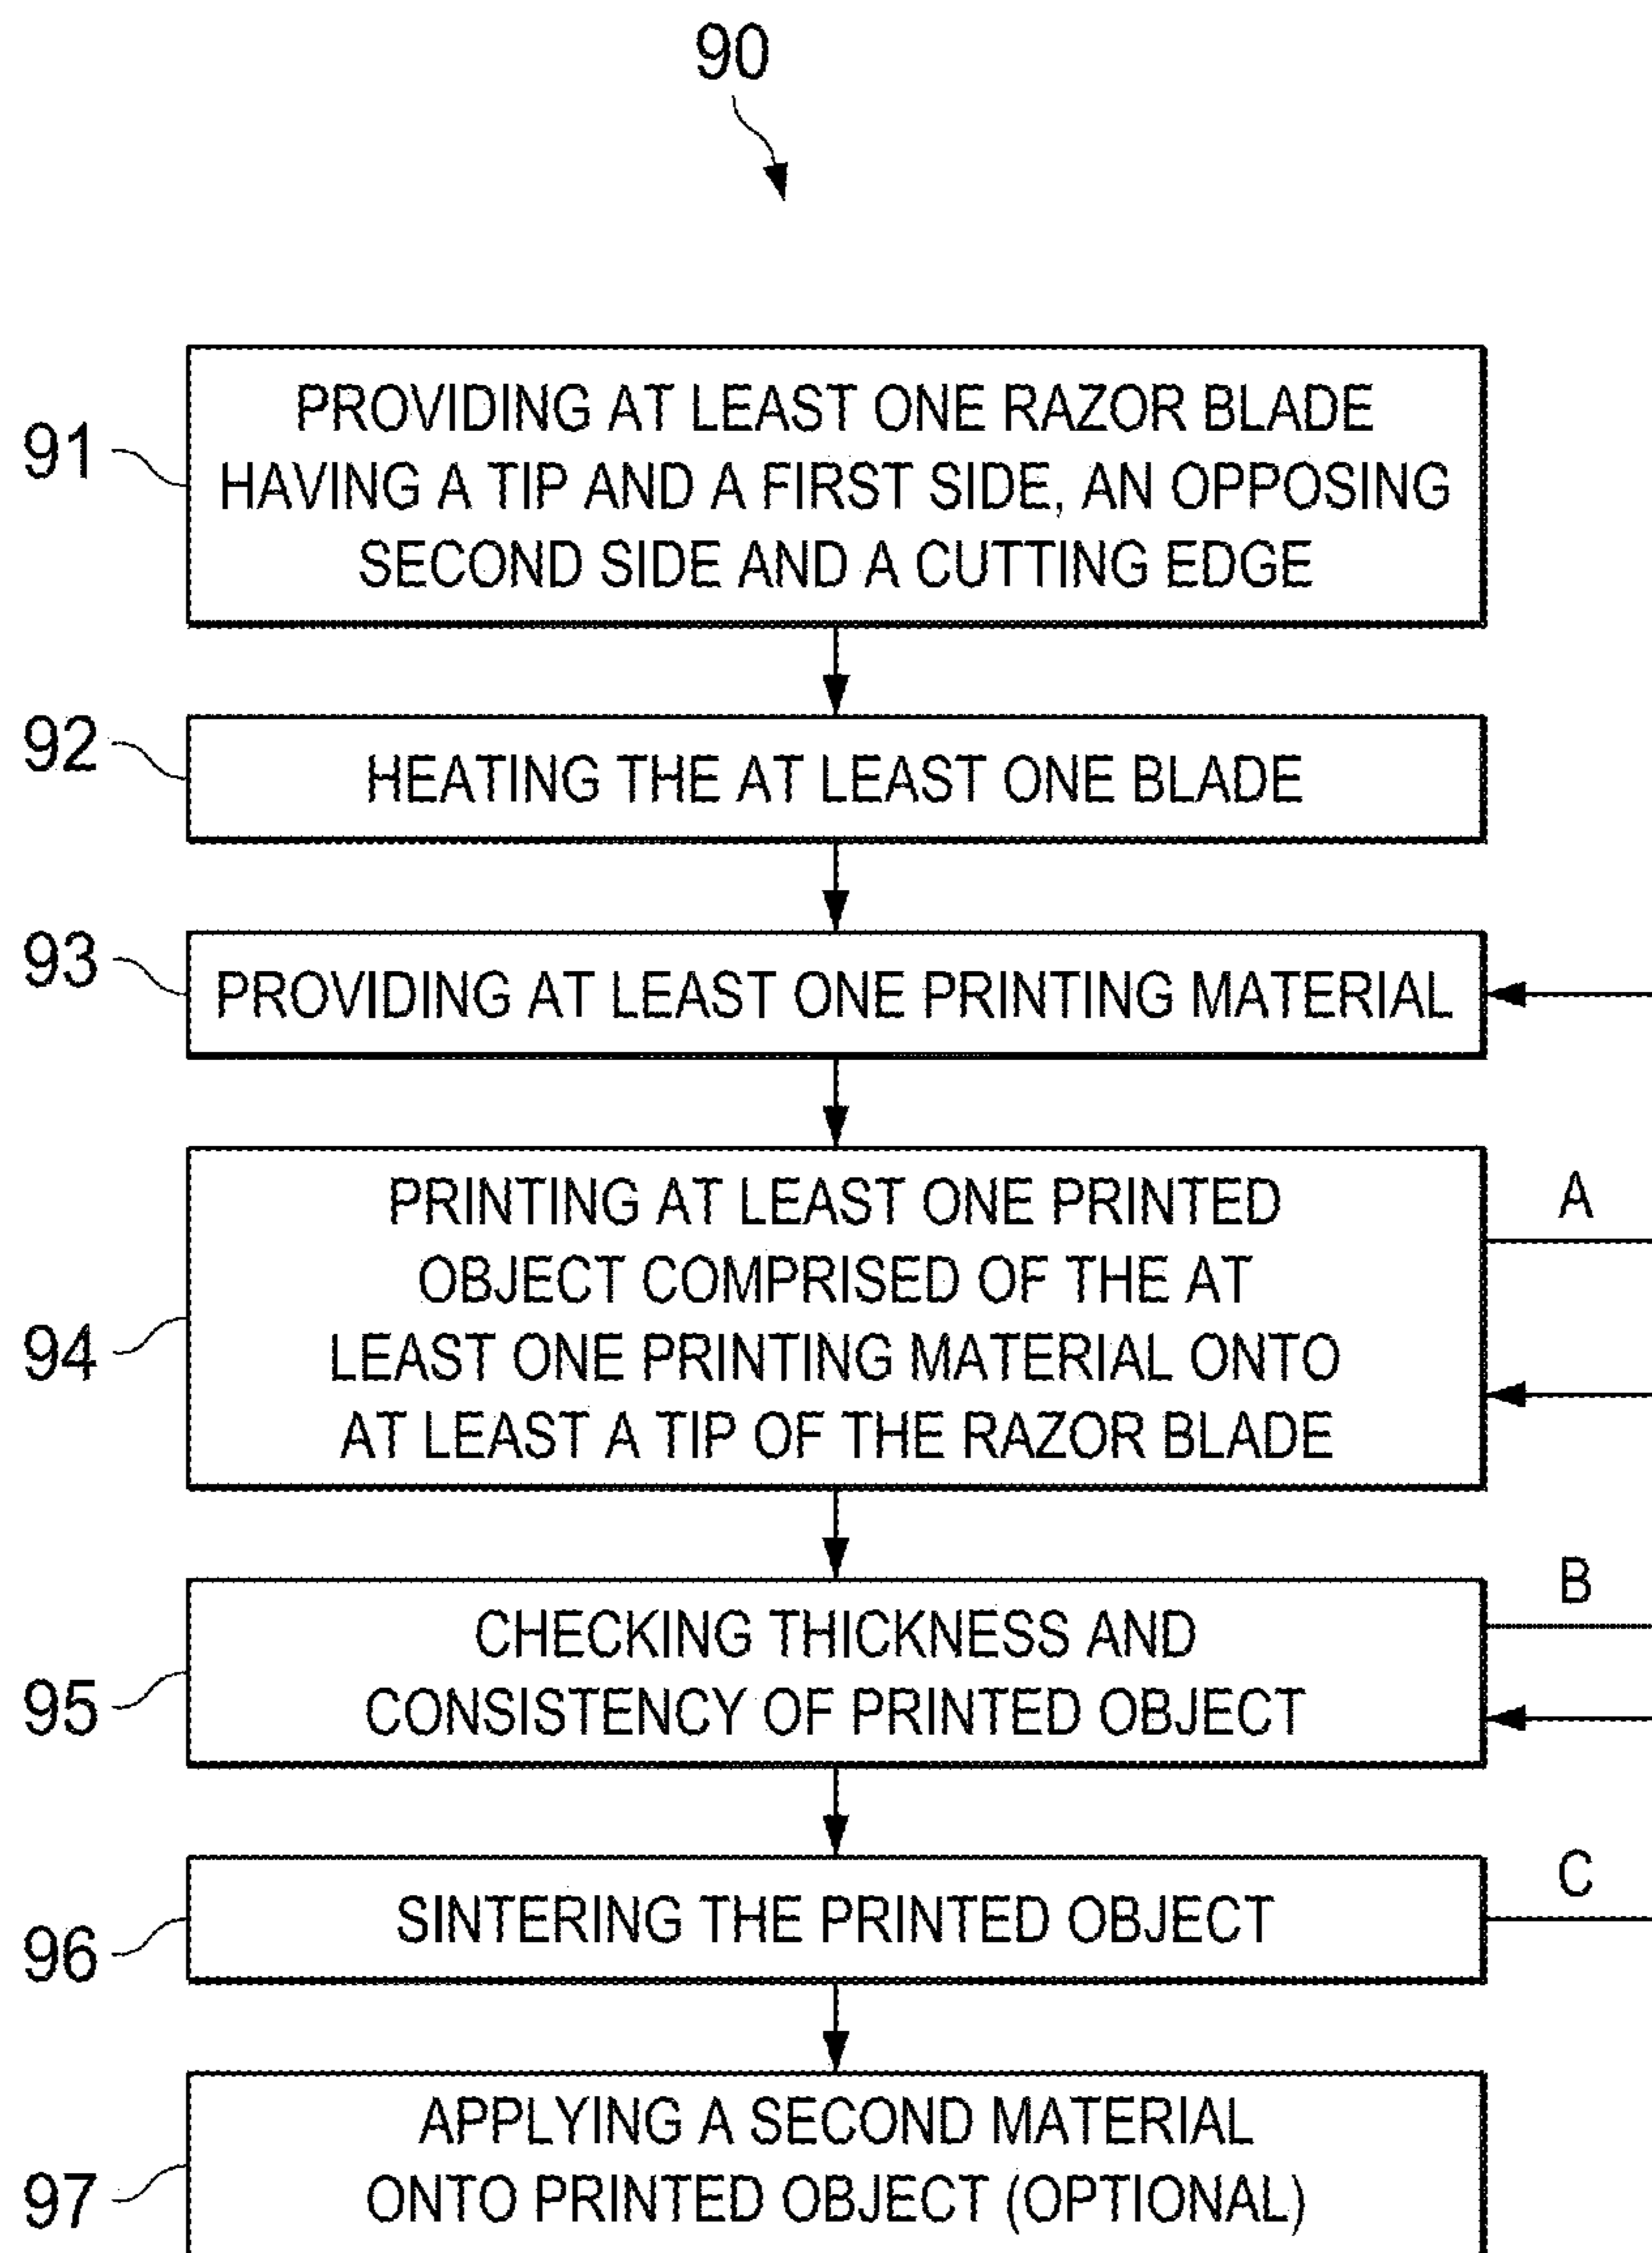 90
91
PROVIDING AT LEAST ONE RAZOR BLADE
HAVING A TIP AND A FIRST SIDE, AN OPPOSING
SECOND SIDE AND A CUTTING EDGE
92
HEATING THE AT LEAST ONE BLADE
93
PROVIDING AT LEAST ONE PRINTING MATERIAL
94
PRINTING AT LEAST ONE PRINTED
OBJECT COMPRISED OF THE AT
LEAST ONE PRINTING MATERIAL ONTO
AT LEAST A TIP OF THE RAZOR BLADE
A
95
CHECKING THICKNESS AND
CONSISTENCY OF PRINTED OBJECT
B
96
SINTERING THE PRINTED OBJECT
C
97
APPLYING A SECOND MATERIAL
ONTO PRINTED OBJECT (OPTIONAL)